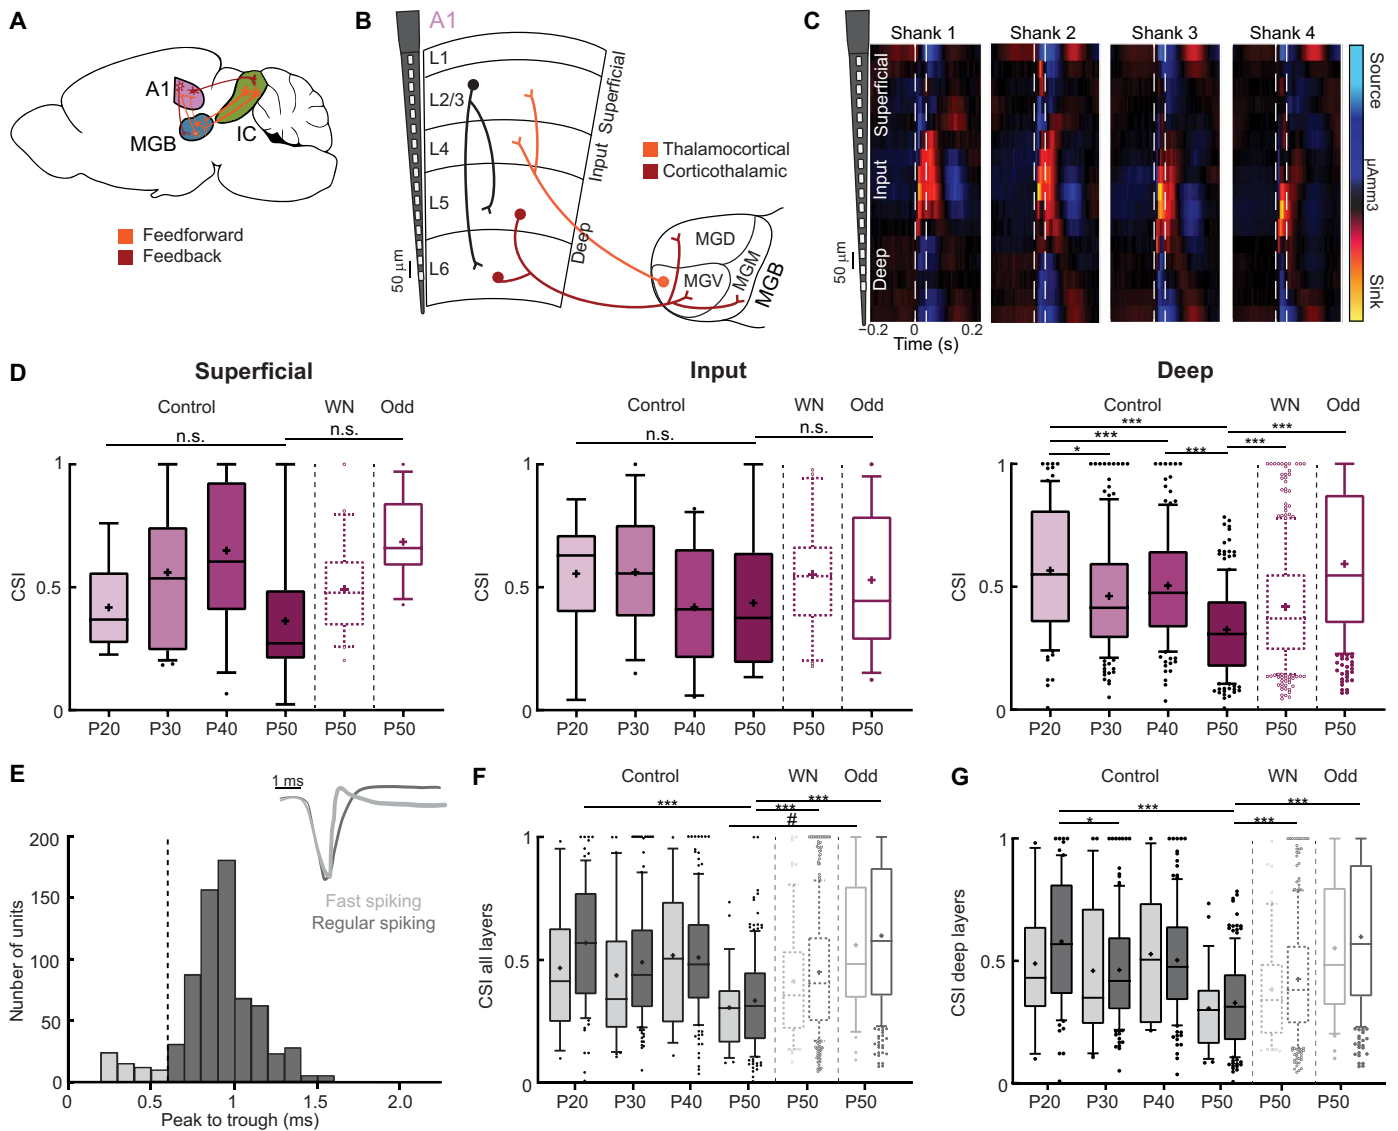 A
A1
MGB
IC
Feedforward
Feedback
B
A1
L1
L2/3
L4
L5
L6
Superficial
Input
Deep
50 μm
Thalamocortical
Corticothalamic
MGD
MGV
MGM
MGB
C
Shank 1
Shank 2
Shank 3
Shank 4
Superficial
Input
Deep
50 μm
−0.2
0
0.2
Time (s)
Source
μAmm3
Sink
D
Superficial
Control
WN
Odd
n.s.
n.s.
CSI
1
0.5
0
P20
P30
P40
P50
P50
P50
Input
Control
WN
Odd
n.s.
n.s.
CSI
1
0.5
0
P20
P30
P40
P50
P50
P50
Deep
Control
WN
Odd
***
***
***
***
*
***
CSI
1
0.5
0
P20
P30
P40
P50
P50
P50
E
1 ms
Fast spiking
Regular spiking
Number of units
200
150
100
50
0
0
0.5
1
1.5
2.0
Peak to trough (ms)
F
Control
WN
Odd
***
***
***
#
CSI all layers
1
0.5
0
P20
P30
P40
P50
P50
P50
G
Control
WN
Odd
***
***
*
***
CSI deep layers
1
0.5
0
P20
P30
P40
P50
P50
P50